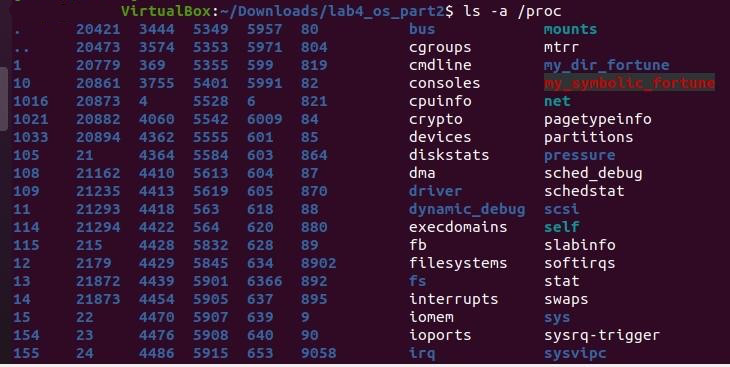 VirtualBox:~/Downloads/lab4_os_part2$ ls -a /proc
. 20421 3444 5349 5957 80 bus mounts
.. 20473 3574 5353 5971 804 cgroups mtrr
1 20779 369 5355 599 819 cmdline my_dir_fortune
10 20861 3755 5401 5991 82 consoles my_symbolic_fortune
1016 20873 4 5528 6 821 cpuinfo net
1021 20882 4060 5542 6009 84 crypto pagetypeinfo
1033 20894 4362 5555 601 85 devices partitions
105 21 4364 5584 603 864 diskstats pressure
108 21162 4410 5613 604 87 dma sched_debug
109 21235 4413 5619 605 870 driver schedstat
11 21293 4418 563 618 88 dynamic_debug scsi
114 21294 4422 564 620 880 execdomains self
115 215 4428 5832 628 89 fb slabinfo
12 2179 4429 5845 634 8902 filesystems softirqs
13 21872 4439 5901 6366 892 fs stat
14 21873 4454 5905 637 895 interrupts swaps
15 22 4470 5907 639 9 iomem sys
154 23 4476 5908 640 90 ioports sysrq-trigger
155 24 4486 5915 653 9058 irq sysvipc